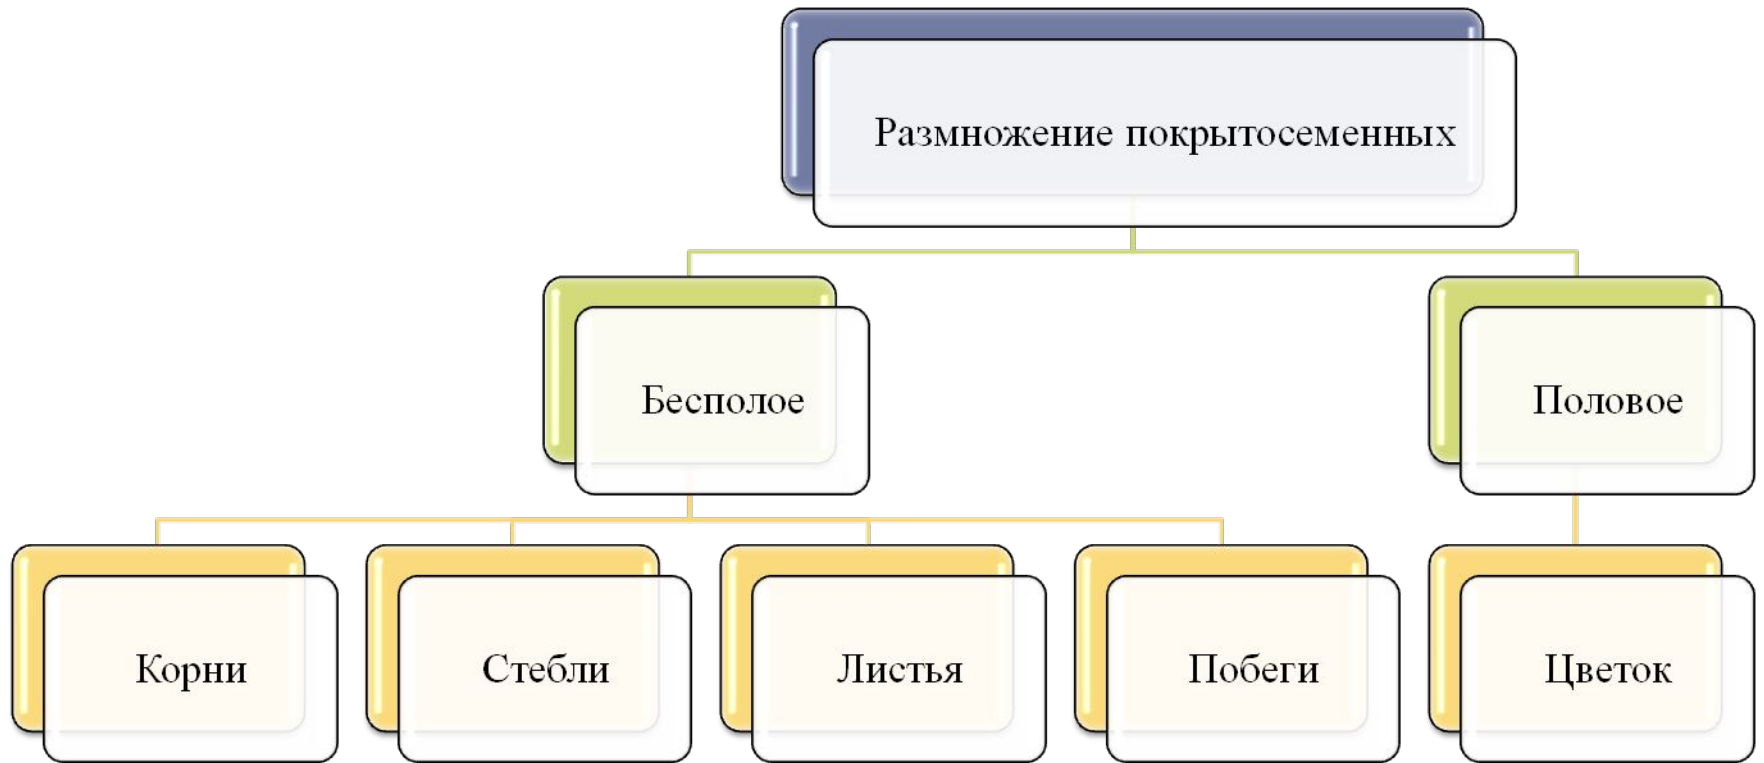 Размножение покрытосеменных
Бесполое
Половое
Корни
Стебли
Листья
Побеги
Цветок